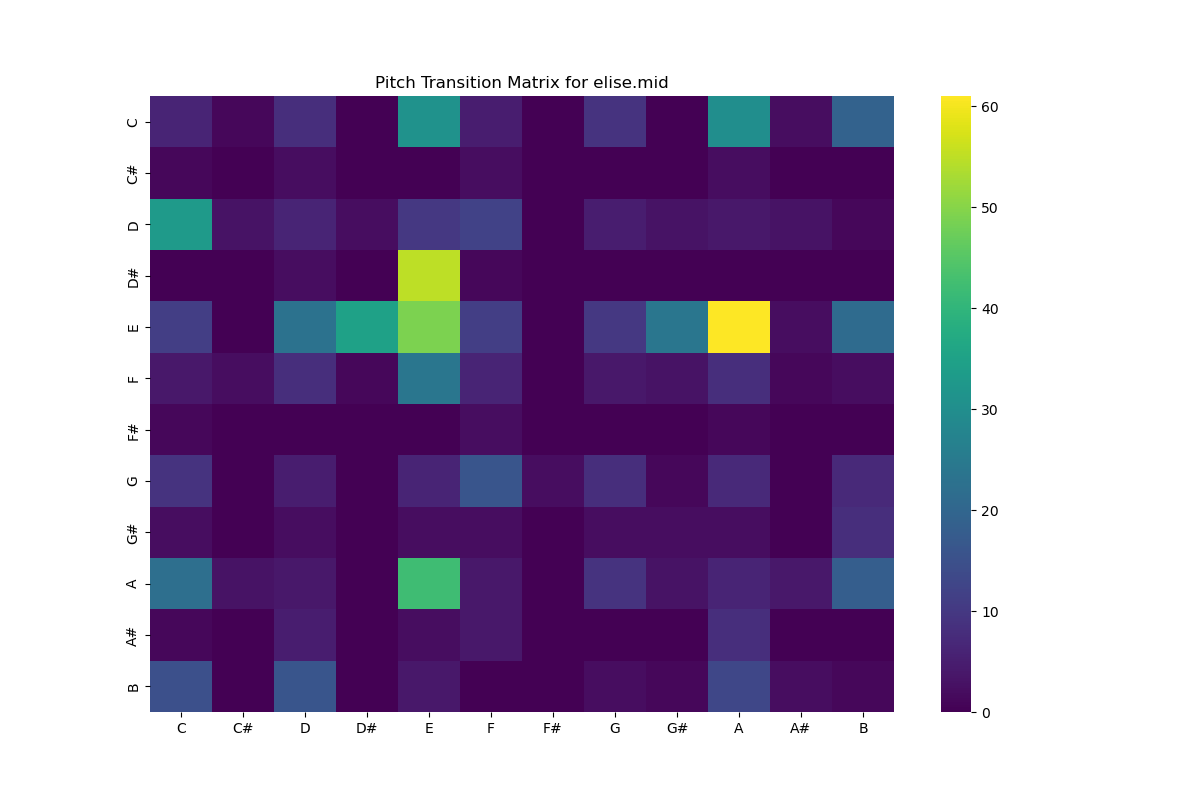 Pitch Transition Matrix for elise.mid
C
C#
D
D#
E
F
F#
G
G#
A
A#
B
C C# D D# E F F# G G# A A# B
60
50
40
30
20
10
0